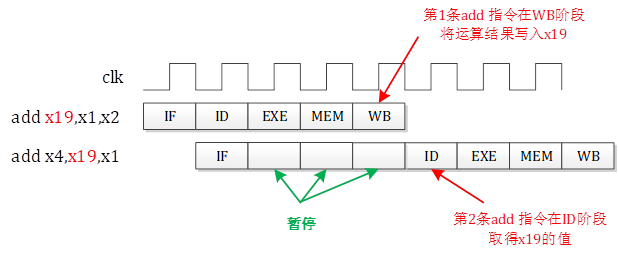 第1条add 指令在WB阶段
将运算结果写入x19
clk
add x19,x1,x2
IF ID EXE MEM WB
add x4,x19,x1
IF ID EXE MEM WB
暂停
第2条add 指令在ID阶段
取得x19的值